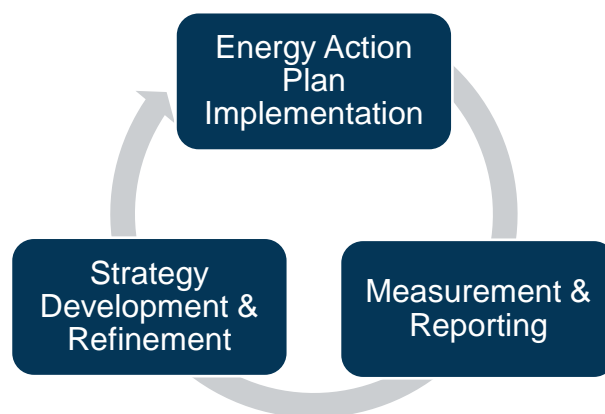 Energy Action
Plan
Implementation
Strategy
Development &
Refinement
Measurement &
Reporting